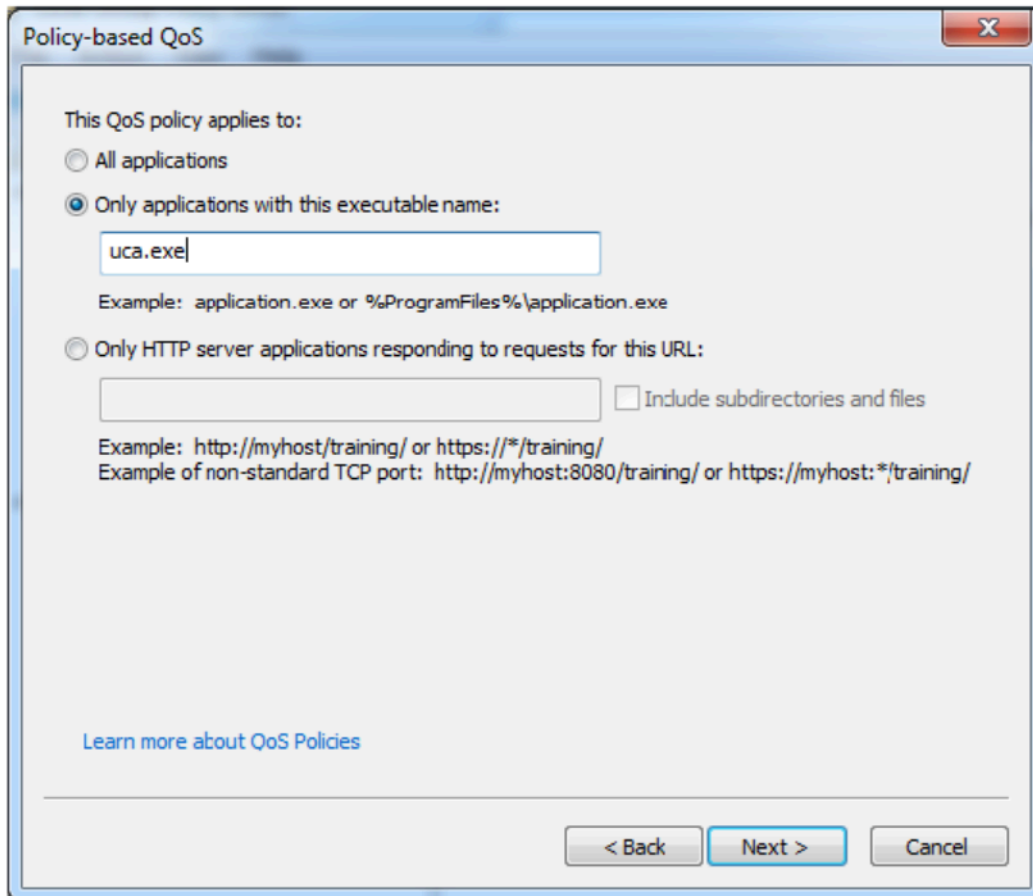 Policy-based QoS
X
This QoS policy applies to:
All applications
Only applications with this executable name:
uca.exe
Example: application.exe or %ProgramFiles%\application.exe
Only HTTP server applications responding to requests for this URL:
Include subdirectories and files
Example: http://myhost/training/ or https://*/training/
Example of non-standard TCP port: http://myhost:8080/training/ or https://myhost:*/training/
Learn more about QoS Policies
< Back Next > Cancel